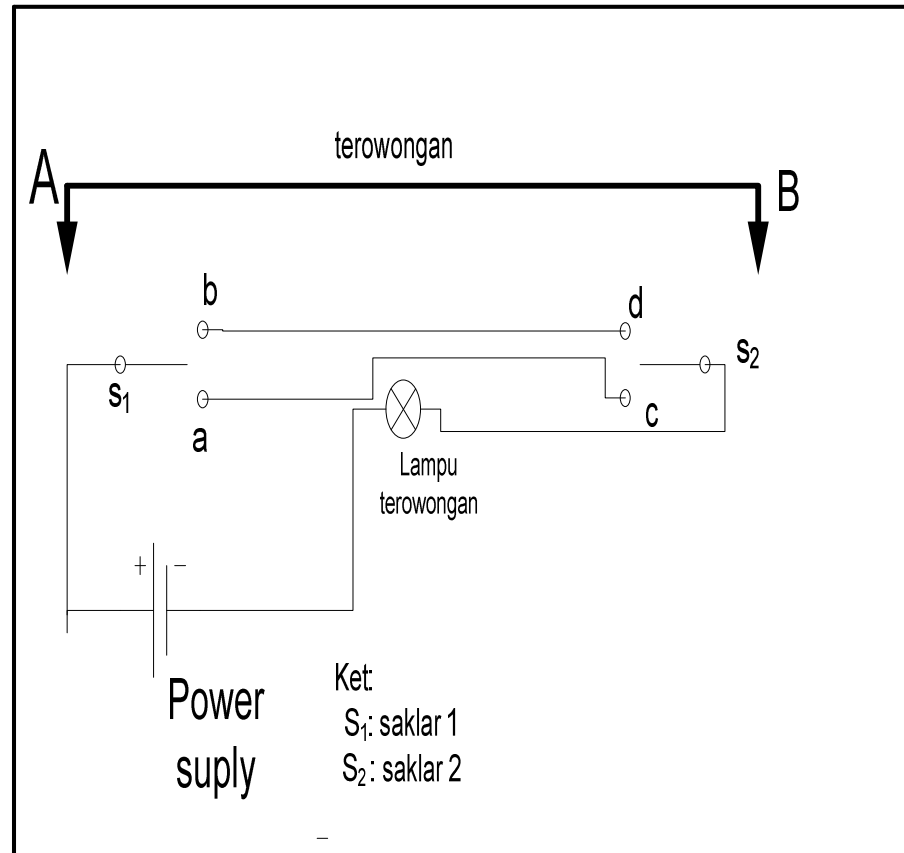 terowongan
A
B
b
d
s₁
s₂
a
c
Lampu
terowongan
+ −
Power
suply
Ket:
S₁: saklar 1
S₂: saklar 2